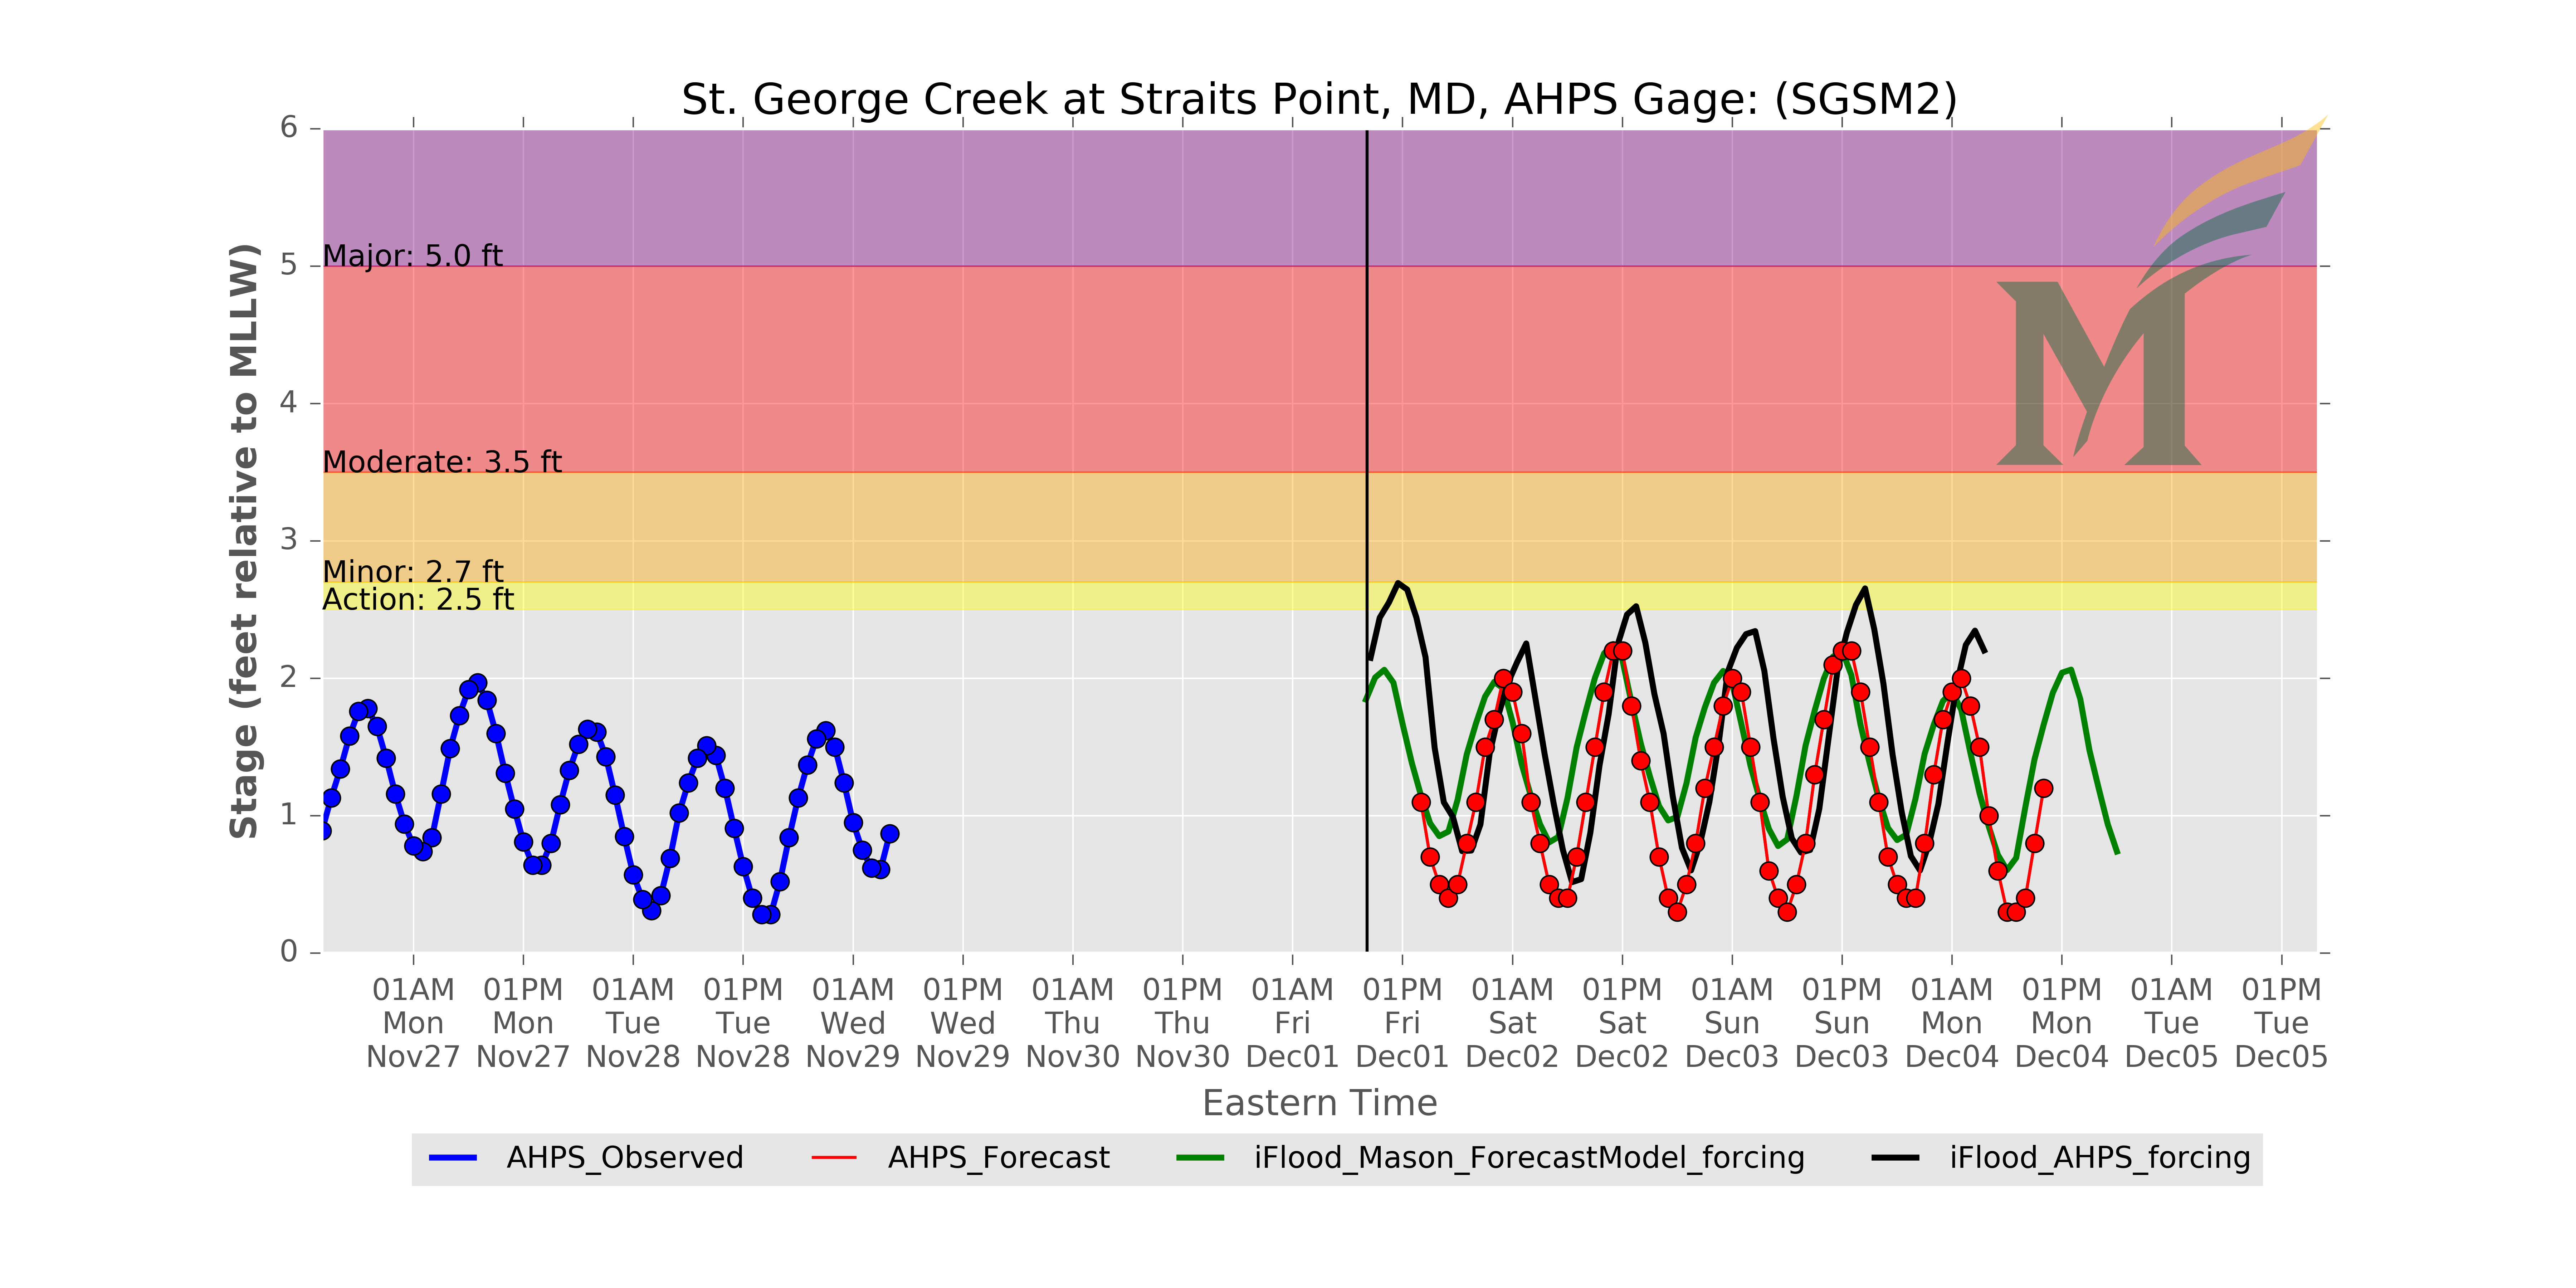 St. George Creek at Straits Point, MD, AHPS Gage: (SGSM2)
Stage (feet relative to MLLW)
6
5
4
3
2
1
0
Major: 5.0 ft
Moderate: 3.5 ft
Minor: 2.7 ft
Action: 2.5 ft
M
01AM 01PM 01AM 01PM 01AM 01PM 01AM 01PM 01AM 01PM 01AM 01PM 01AM 01PM 01AM 01PM 01AM 01PM
Mon Mon Tue Tue Wed Wed Thu Thu Fri Fri Sat Sat Sun Sun Mon Mon Tue Tue
Nov27 Nov27 Nov28 Nov28 Nov29 Nov29 Nov30 Nov30 Dec01 Dec01 Dec02 Dec02 Dec03 Dec03 Dec04 Dec04 Dec05 Dec05
Eastern Time
AHPS_Observed AHPS_Forecast iFlood_Mason_ForecastModel_forcing iFlood_AHPS_forcing